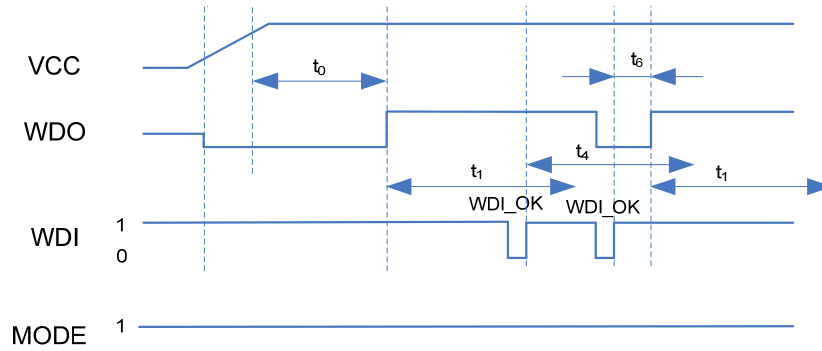 VCC
t0
t6
WDO
t4
t1
t1
WDI_OK
WDI_OK
WDI
1
0
MODE
1